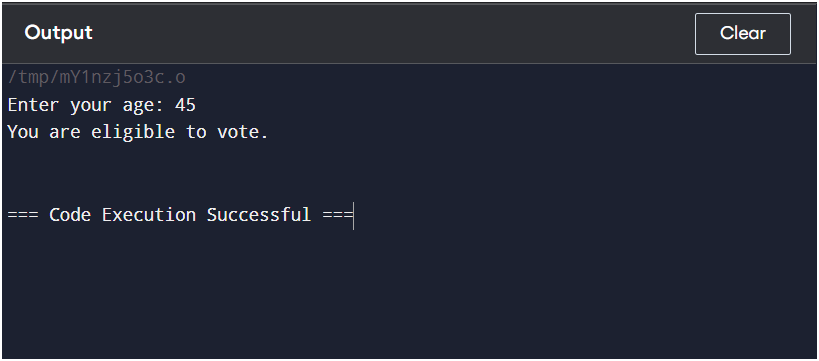 Output
Clear
/tmp/mY1nzj5o3c.o
Enter your age: 45
You are eligible to vote.
=== Code Execution Successful ===